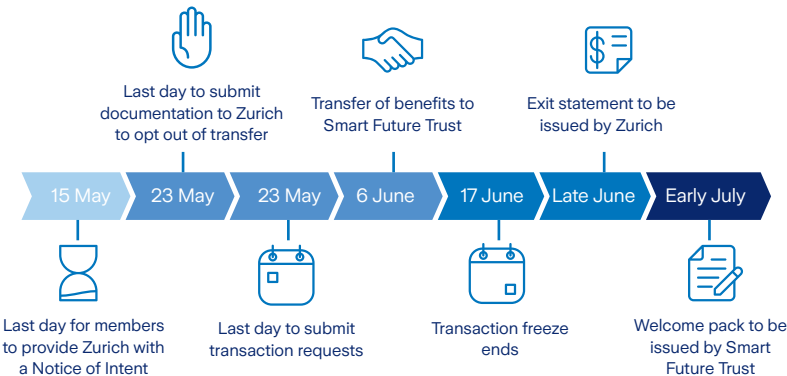 Last day to submit
documentation to Zurich
to opt out of transfer
Transfer of benefits to
Smart Future Trust
Exit statement to be
issued by Zurich
15 May
23 May
23 May
6 June
17 June
Late June
Early July
Last day for members
to provide Zurich with
a Notice of Intent
Last day to submit
transaction requests
Transaction freeze
ends
Welcome pack to be
issued by Smart
Future Trust